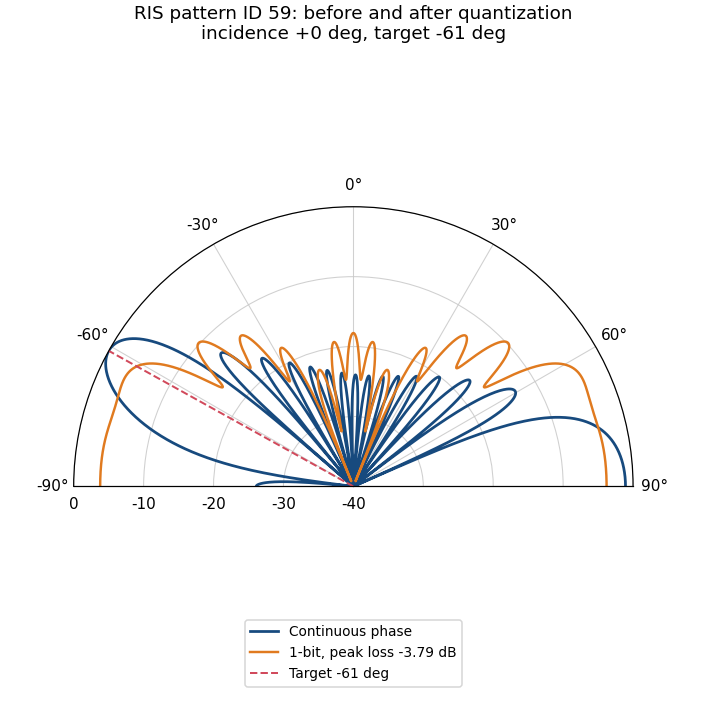 RIS pattern ID 59: before and after quantization
incidence +0 deg, target -61 deg
0°
-30°
30°
-60°
60°
-90°
90°
0
-10
-20
-30
-40
Continuous phase
1-bit, peak loss -3.79 dB
Target -61 deg